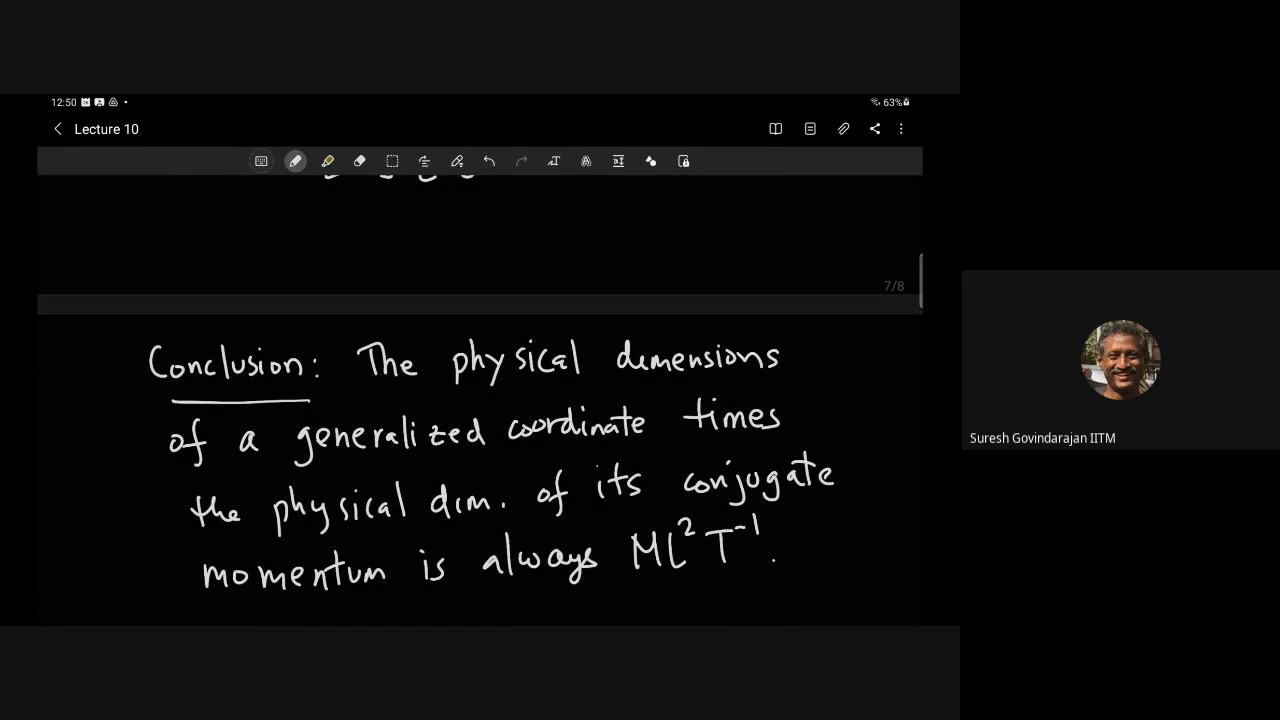 12:50
63%
Lecture 10
7/8
Conclusion: The physical dimensions
of a generalized coordinate times
the physical dim. of its conjugate
momentum is always ML² T⁻¹.
Suresh Govindarajan IITM